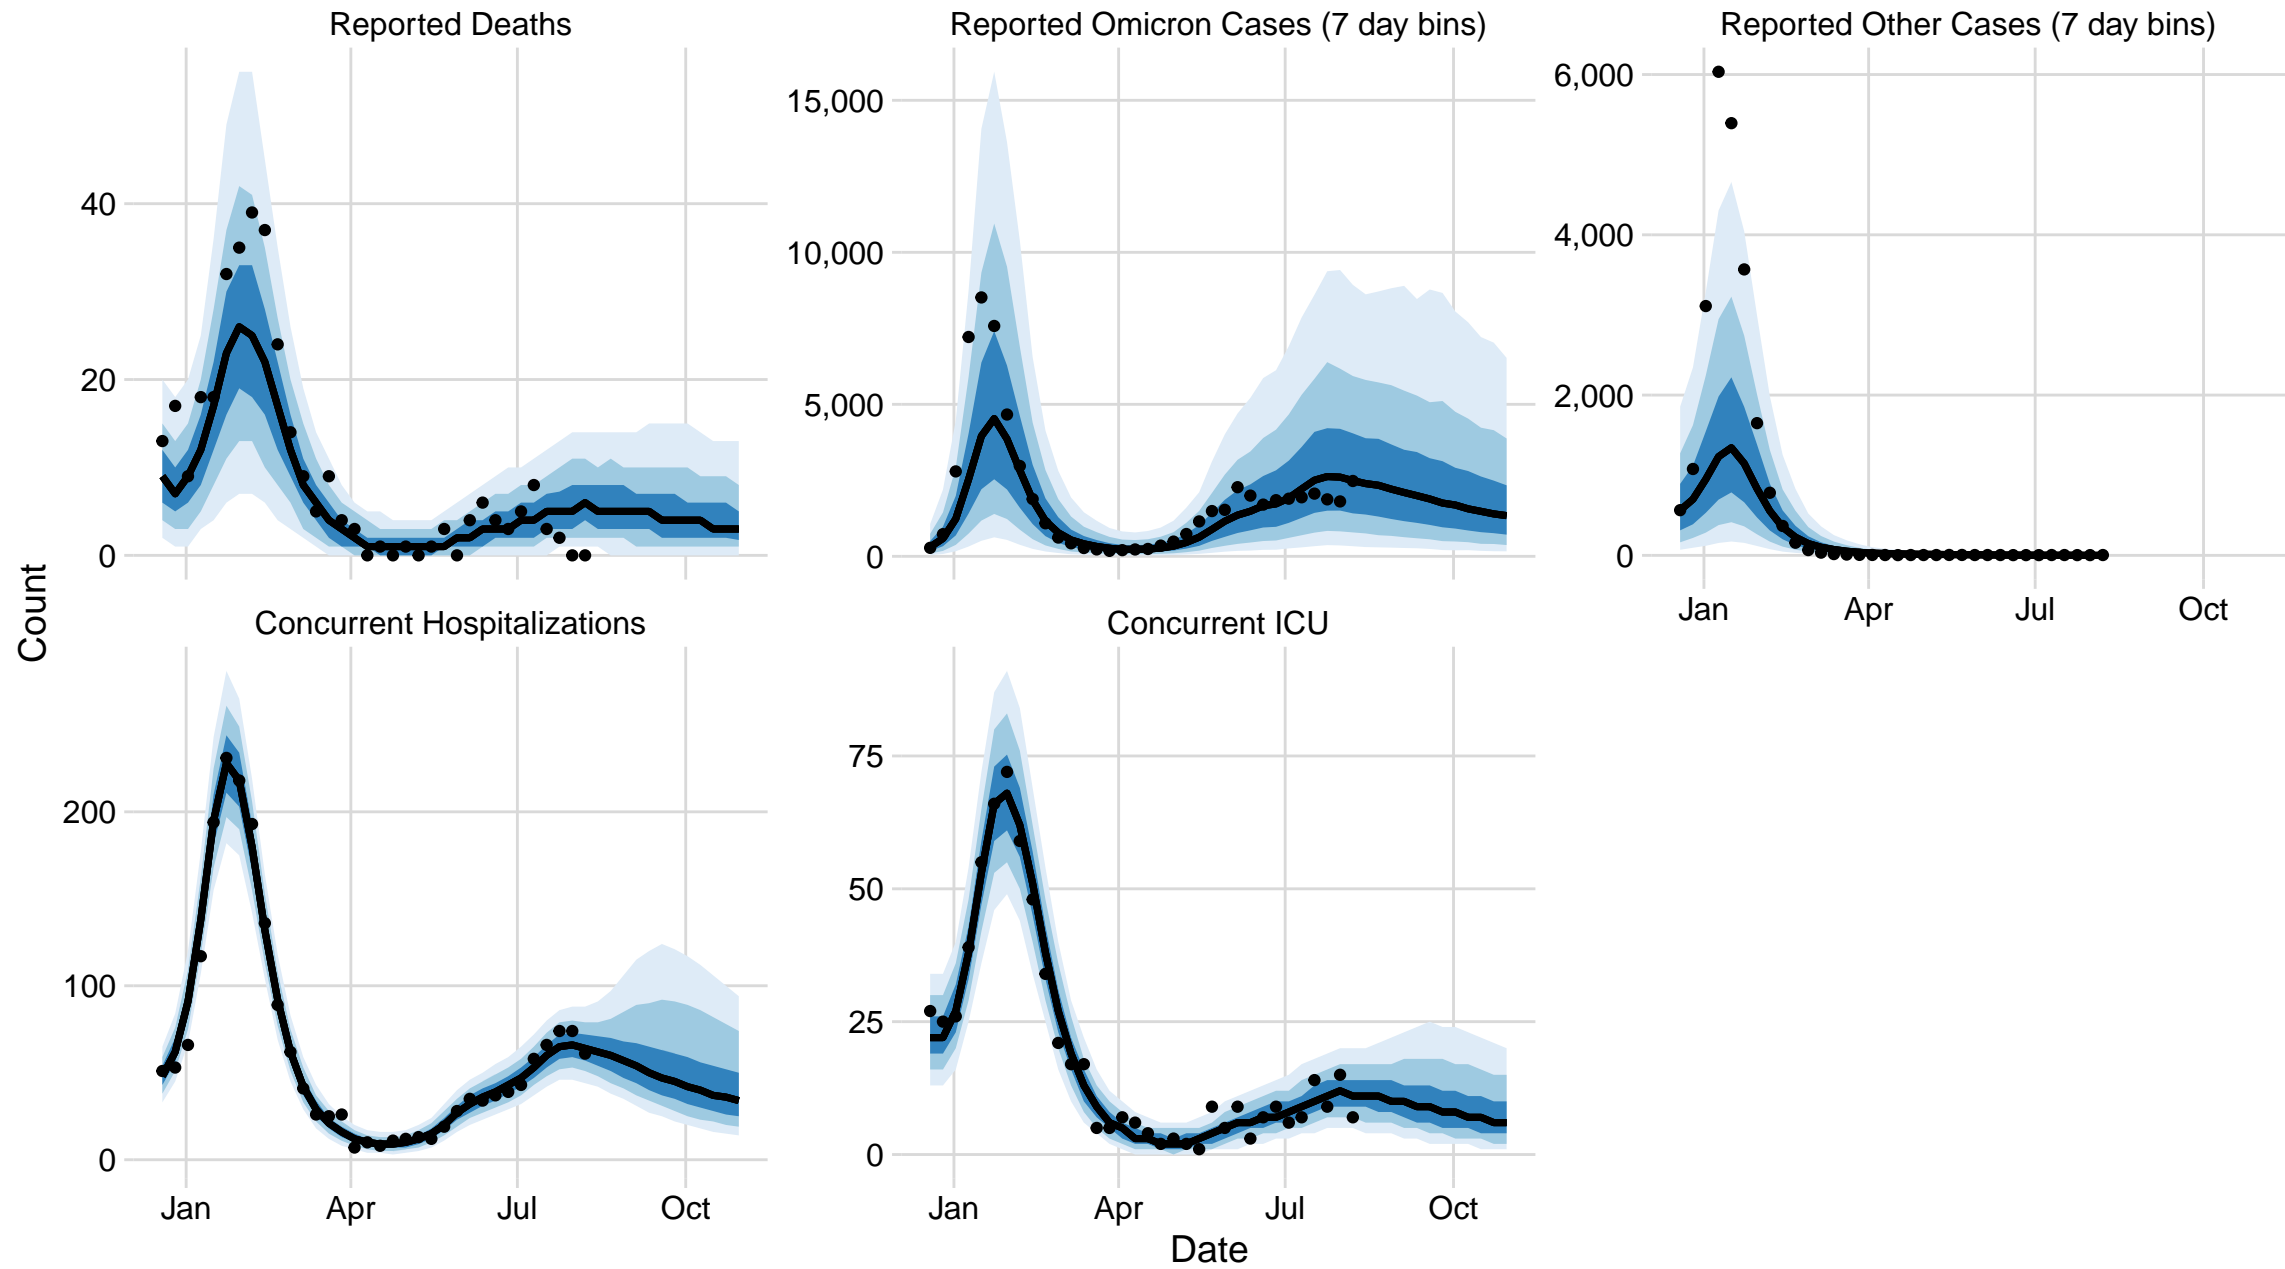 Reported Deaths
Reported Omicron Cases (7 day bins)
Reported Other Cases (7 day bins)
40
20
0
15,000
10,000
5,000
0
6,000
4,000
2,000
0
Jan Apr Jul Oct
Count
Concurrent Hospitalizations
Concurrent ICU
200
100
0
75
50
25
0
Jan Apr Jul Oct
Jan Apr Jul Oct
Date